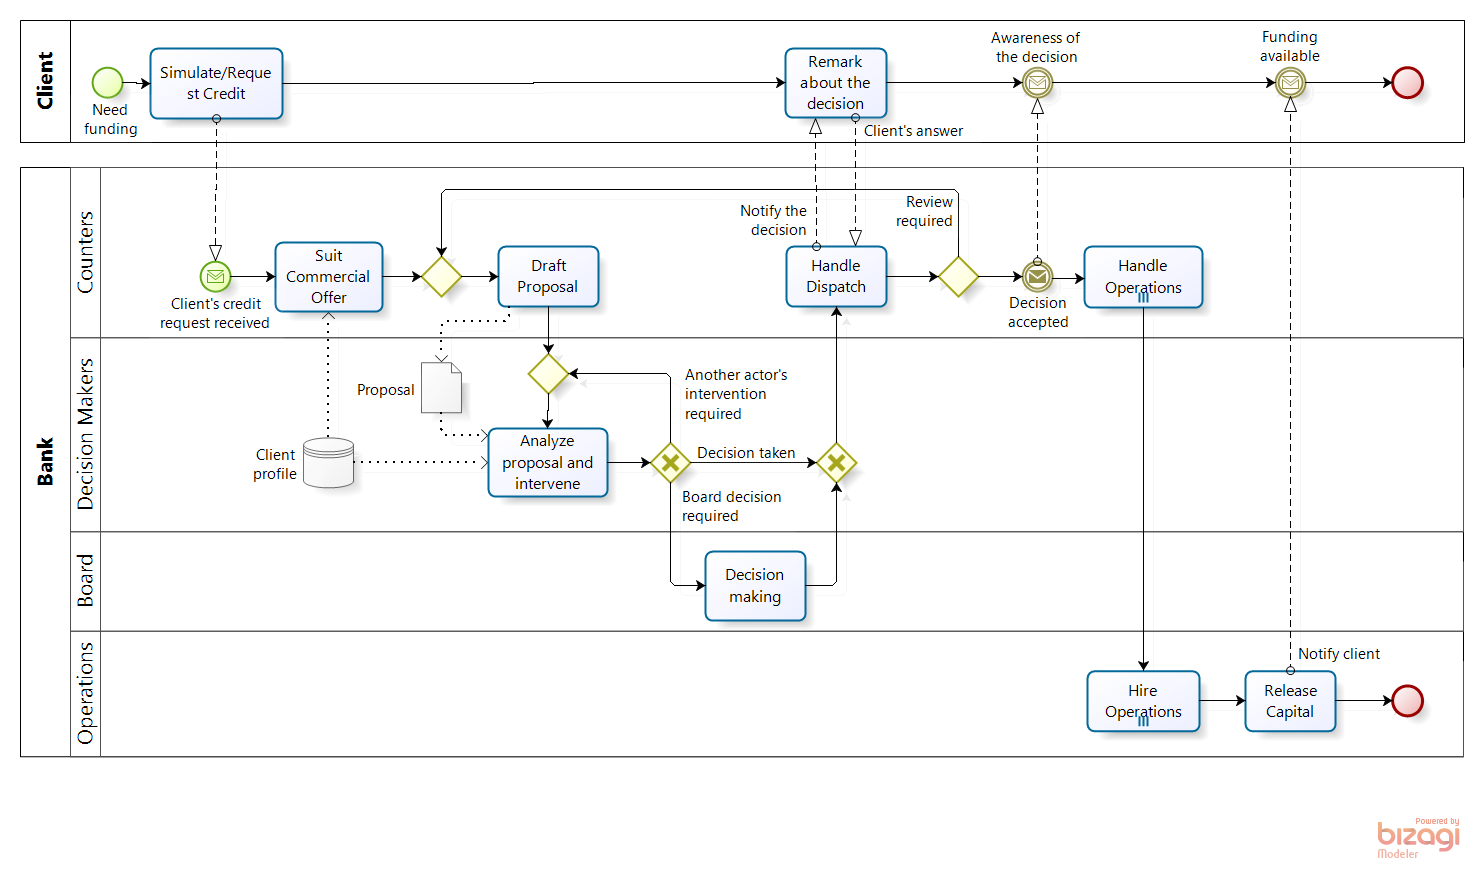 Client
Need
funding
Simulate/Reque
st Credit
Remark
about the
decision
Client's answer
Awareness of
the decision
Funding
available
Bank
Counters
Client's credit
request received
Suit
Commercial
Offer
Draft
Proposal
Notify the
decision
Handle
Dispatch
Review
required
Decision
accepted
Handle
Operations
Decision Makers
Proposal
Client
profile
Analyze
proposal and
intervene
Another actor's
intervention
required
Decision taken
Board decision
required
Board
Decision
making
Operations
Hire
Operations
Release
Capital
Notify client
Powered by
bizagi
Modeler